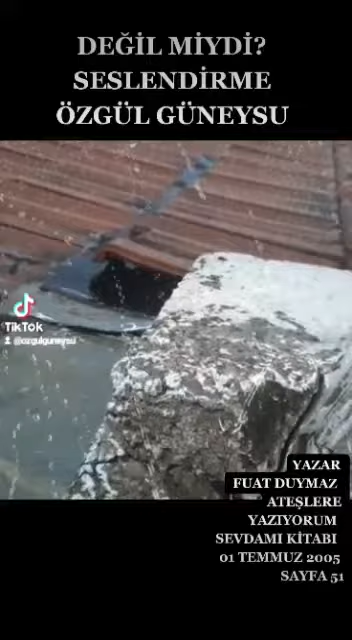 DEĞİL MİYDİ?
SESLENDİRME
ÖZGÜL GÜNEYSU
TikTok
@ozgulguneysu
YAZAR
FUAT DUYMAZ
ATEŞLERE
YAZIYORUM
SEVDAMI KİTABI
01 TEMMUZ 2005
SAYFA 51